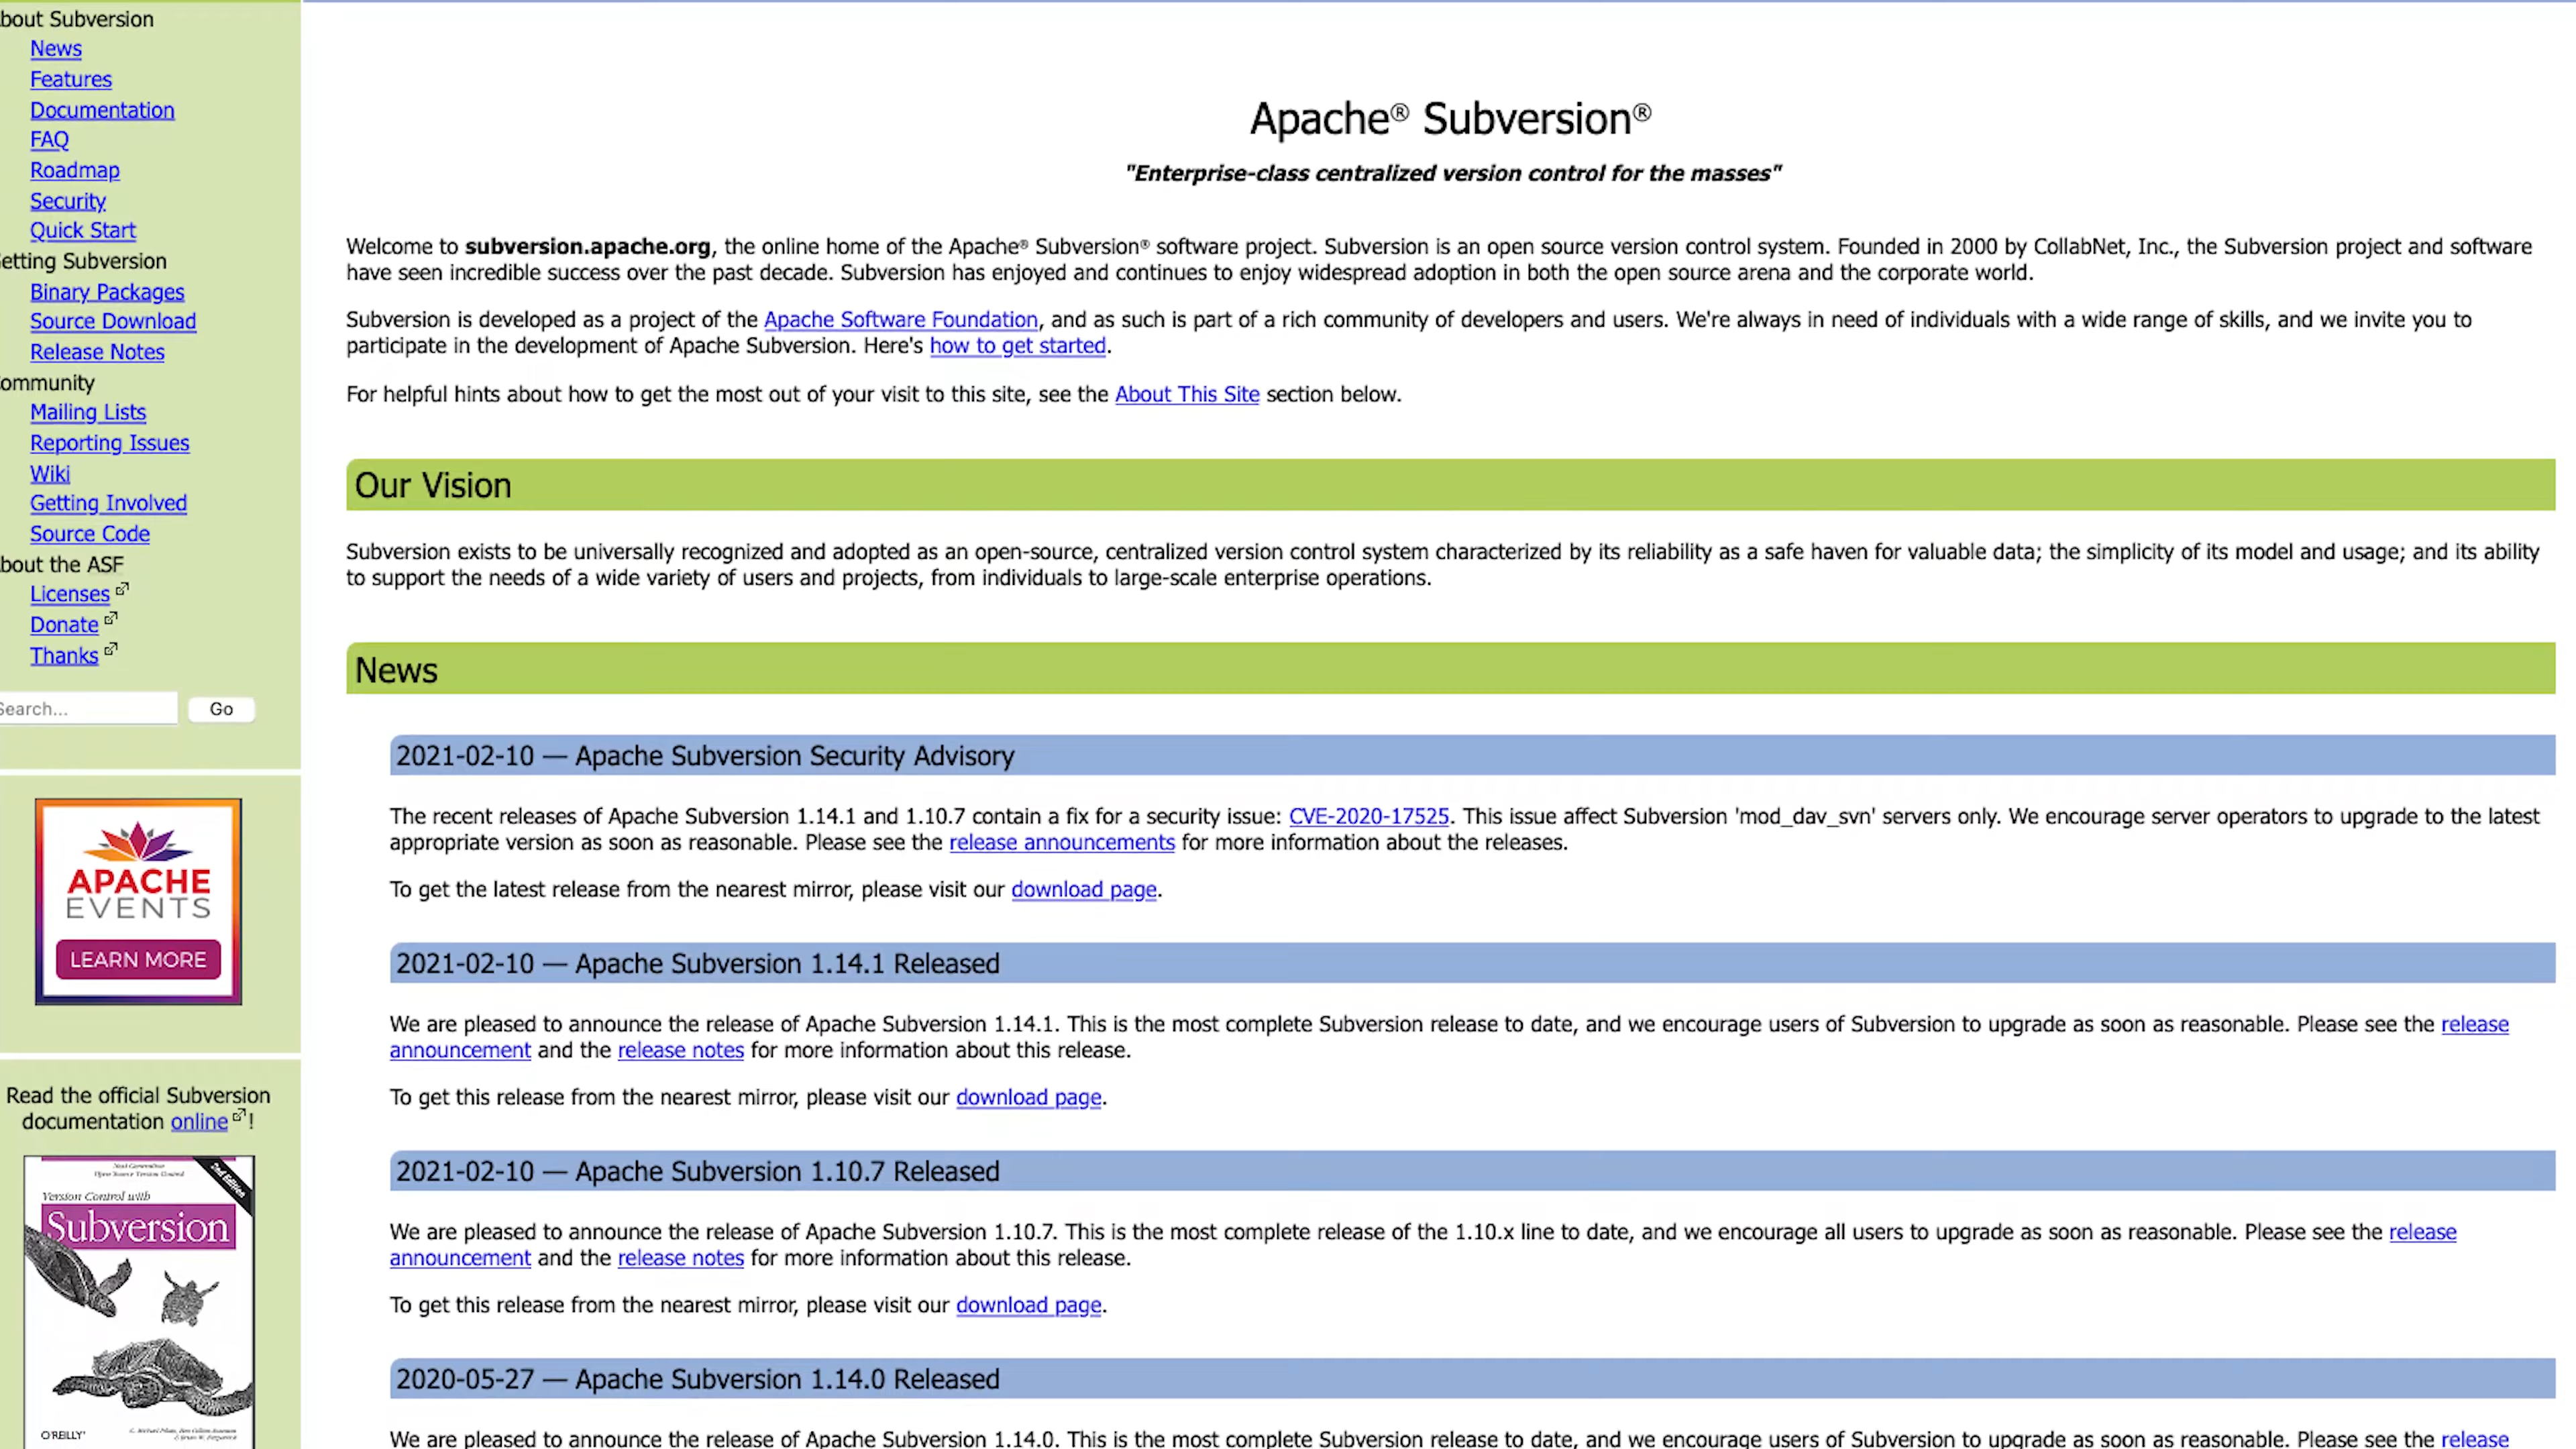 bout Subversion
News
Features
Documentation
FAQ
Roadmap
Security
Quick Start
etting Subversion
Binary Packages
Source Download
Release Notes
ommunity
Mailing Lists
Reporting Issues
Wiki
Getting Involved
Source Code
bout the ASF
Licenses
Donate
Thanks
Search...
Go
APACHE
EVENTS
LEARN MORE
Read the official Subversion
documentation online!
2nd Edition
Version Control with
Subversion
O'REILLY
Apache® Subversion®
"Enterprise-class centralized version control for the masses"
Welcome to subversion.apache.org, the online home of the Apache® Subversion® software project. Subversion is an open source version control system. Founded in 2000 by CollabNet, Inc., the Subversion project and software
have seen incredible success over the past decade. Subversion has enjoyed and continues to enjoy widespread adoption in both the open source arena and the corporate world.
Subversion is developed as a project of the Apache Software Foundation, and as such is part of a rich community of developers and users. We're always in need of individuals with a wide range of skills, and we invite you to
participate in the development of Apache Subversion. Here's how to get started.
For helpful hints about how to get the most out of your visit to this site, see the About This Site section below.
Our Vision
Subversion exists to be universally recognized and adopted as an open-source, centralized version control system characterized by its reliability as a safe haven for valuable data; the simplicity of its model and usage; and its ability
to support the needs of a wide variety of users and projects, from individuals to large-scale enterprise operations.
News
2021-02-10 — Apache Subversion Security Advisory
The recent releases of Apache Subversion 1.14.1 and 1.10.7 contain a fix for a security issue: CVE-2020-17525. This issue affect Subversion 'mod_dav_svn' servers only. We encourage server operators to upgrade to the latest
appropriate version as soon as reasonable. Please see the release announcements for more information about the releases.
To get the latest release from the nearest mirror, please visit our download page.
2021-02-10 — Apache Subversion 1.14.1 Released
We are pleased to announce the release of Apache Subversion 1.14.1. This is the most complete Subversion release to date, and we encourage users of Subversion to upgrade as soon as reasonable. Please see the release
announcement and the release notes for more information about this release.
To get this release from the nearest mirror, please visit our download page.
2021-02-10 — Apache Subversion 1.10.7 Released
We are pleased to announce the release of Apache Subversion 1.10.7. This is the most complete release of the 1.10.x line to date, and we encourage all users to upgrade as soon as reasonable. Please see the release
announcement and the release notes for more information about this release.
To get this release from the nearest mirror, please visit our download page.
2020-05-27 — Apache Subversion 1.14.0 Released
We are pleased to announce the release of Apache Subversion 1.14.0. This is the most complete Subversion release to date, and we encourage users of Subversion to upgrade as soon as reasonable. Please see the release